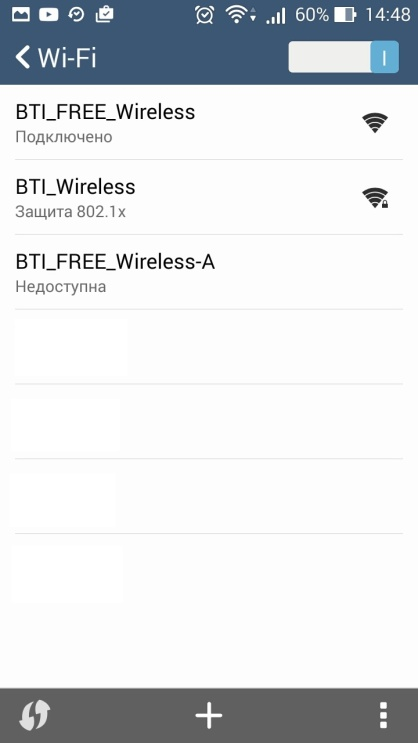 60% 14:48
Wi-Fi
BTI_FREE_Wireless
Подключено
BTI_Wireless
Защита 802.1x
BTI_FREE_Wireless-A
Недоступна